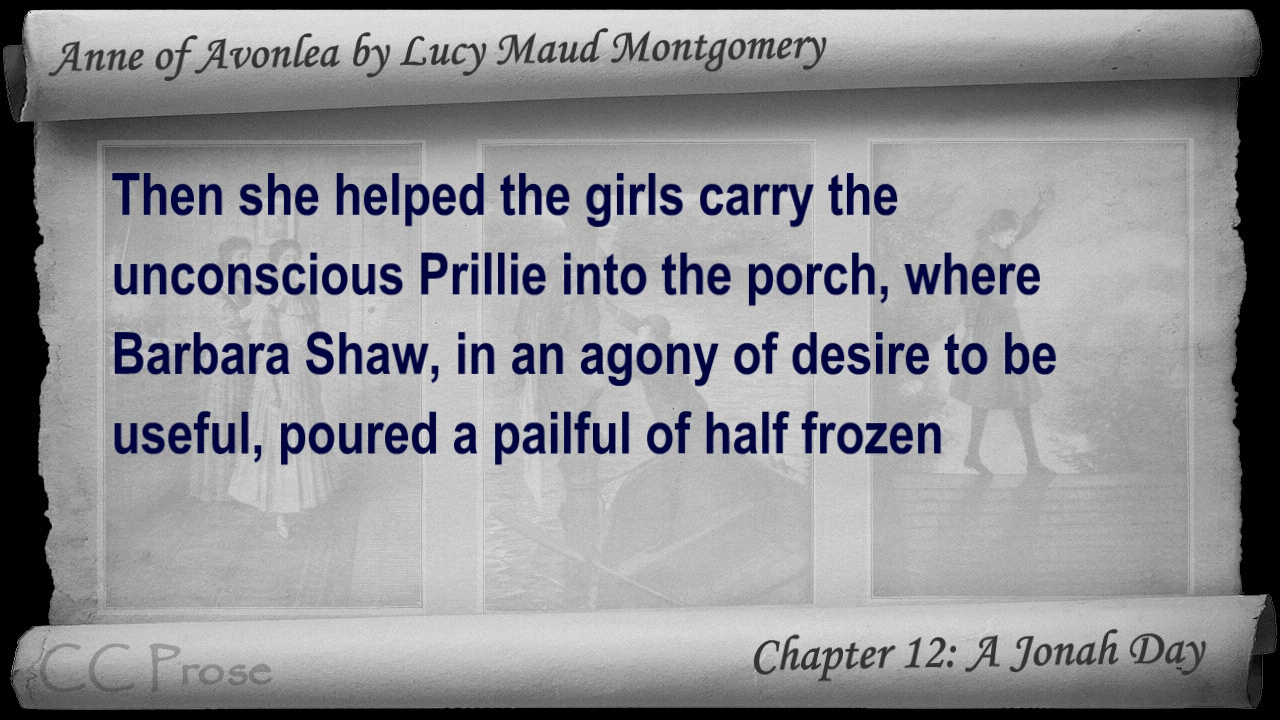 Anne of Avonlea by Lucy Maud Montgomery
Then she helped the girls carry the
unconscious Prillie into the porch, where
Barbara Shaw, in an agony of desire to be
useful, poured a pailful of half frozen
CC Prose
Chapter 12: A Jonah Day